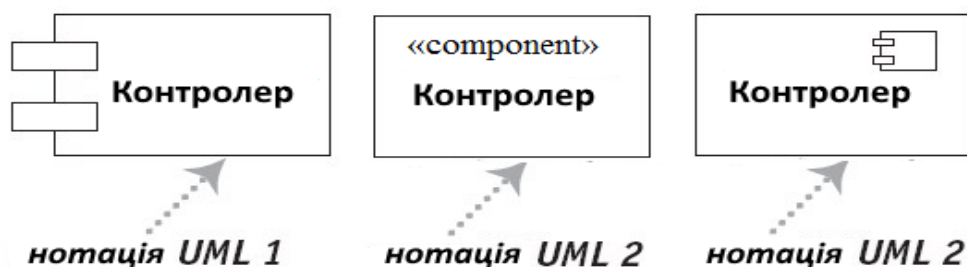 Контролер
«component»
Контролер
Контролер
нотація UML 1
нотація UML 2
нотація UML 2